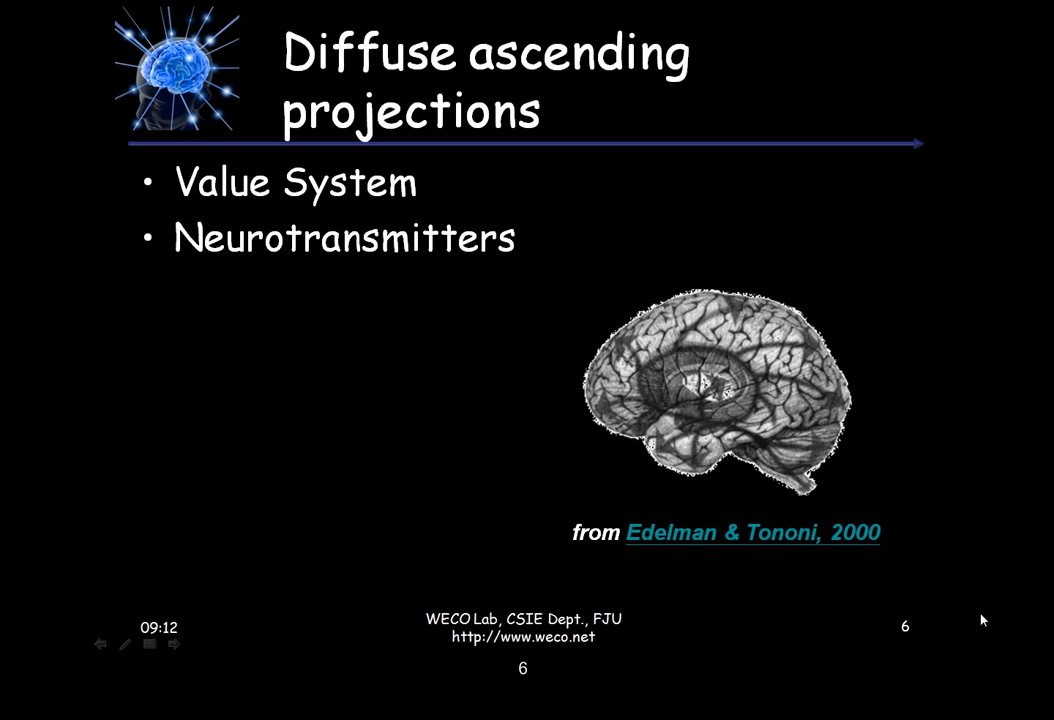 Diffuse ascending
projections
• Value System
• Neurotransmitters
from Edelman & Tononi, 2000
09:12
WECO Lab, CSIE Dept., FJU
http://www.weco.net
6
6